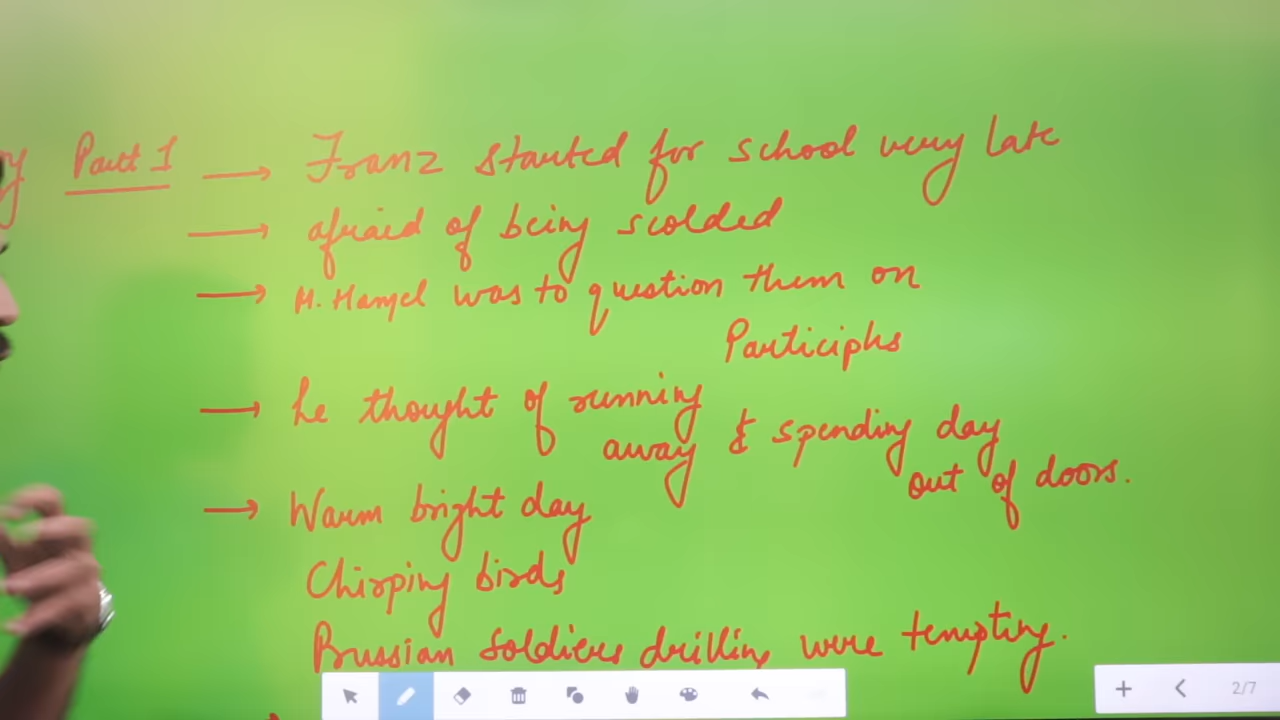 Part 1 → Franz started for school very late
→ afraid of being scolded
→ M. Hamel was to question them on
Participles
→ he thought of running
away & spending day
out of doors.
→ Warm bright day
Chirping birds
Prussian soldiers drilling were tempting.
2/7